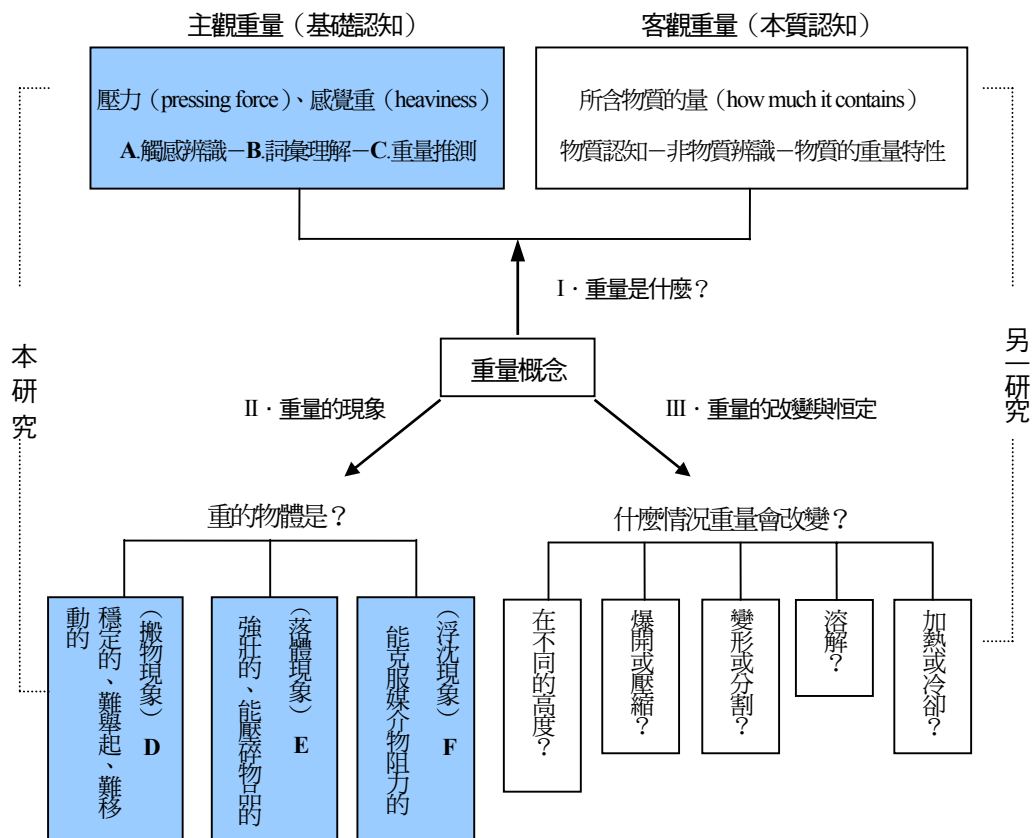 主觀重量（基礎認知）
客觀重量（本質認知）
壓力（pressing force）、感覺重（heaviness）
A.觸感辨識－B.詞彙理解－C.重量推測
所含物質的量（how much it contains）
物質認知－非物質辨識－物質的重量特性
I．重量是什麼？
本研究
另一研究
重量概念
II．重量的現象
III．重量的改變與恒定
重的物體是？
什麼情況重量會改變？
（搬物現象）D
穩定的、難舉起、難移
動的
（落體現象）E
強壯的、能壓碎物品的
（浮沈現象）F
能克服媒介物阻力的
在不同的高度？
爆開或壓縮？
變形或分割？
溶解？
加熱或冷卻？